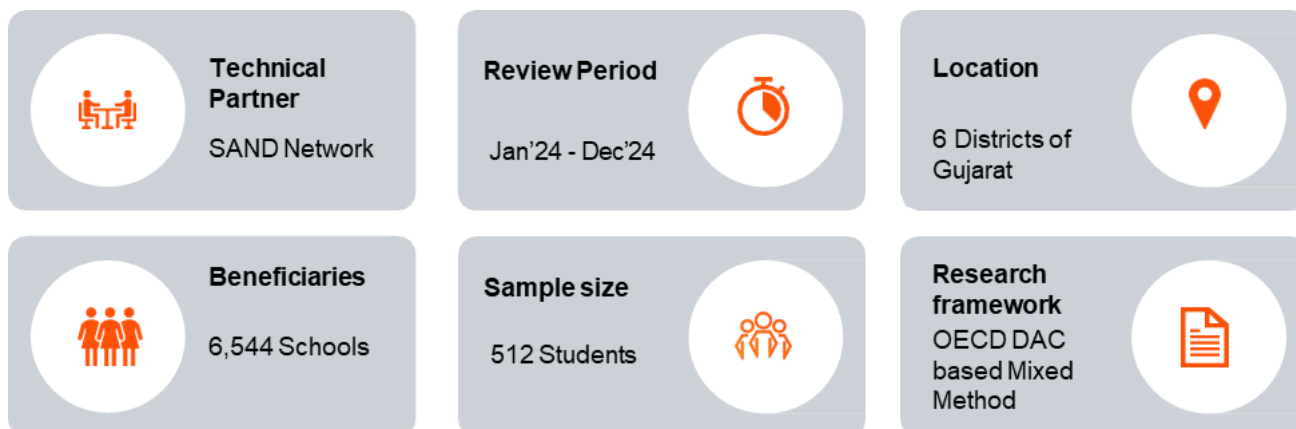 Technical
Partner
SAND Network
Review Period
Jan’24 - Dec’24
Location
6 Districts of
Gujarat
Beneficiaries
6,544 Schools
Sample size
512 Students
Research
framework
OECD DAC
based Mixed
Method